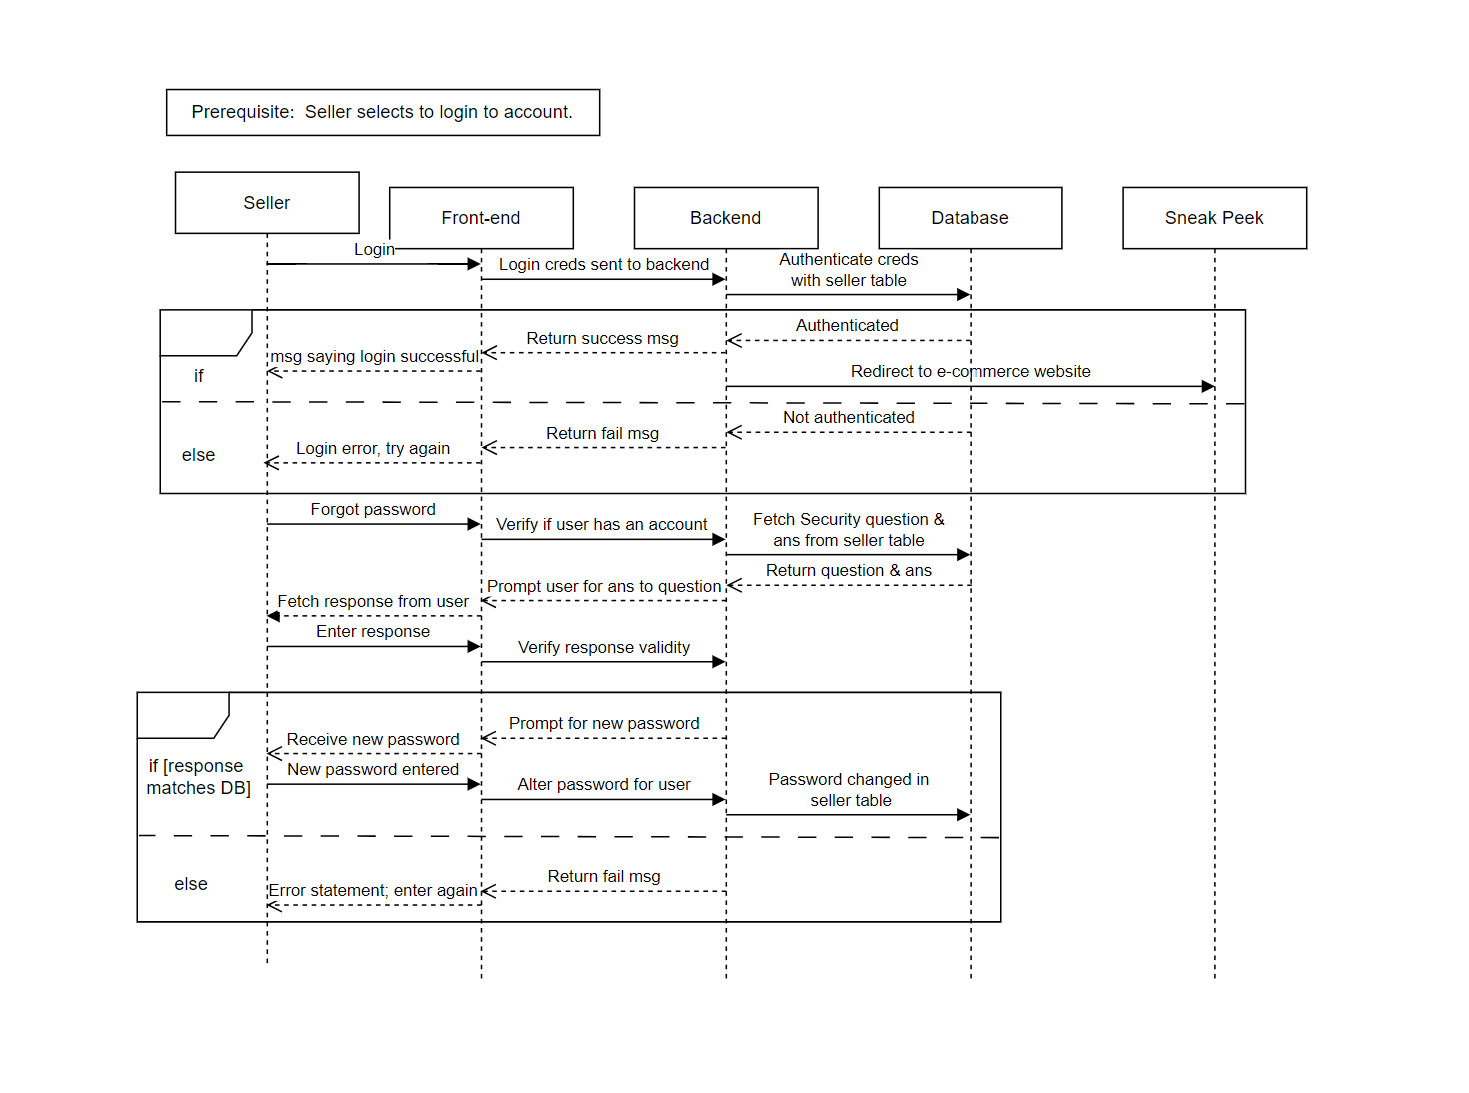 Prerequisite:  Seller selects to login to account.
Seller
Front-end
Backend
Database
Sneak Peek
Login
Login creds sent to backend
Authenticate creds
with seller table
Authenticated
Return success msg
msg saying login successful
if
Redirect to e-commerce website
Not authenticated
Return fail msg
Login error, try again
else
Forgot password
Verify if user has an account
Fetch Security question &
ans from seller table
Return question & ans
Prompt user for ans to question
Fetch response from user
Enter response
Verify response validity
Prompt for new password
Receive new password
if [response
matches DB]
New password entered
Alter password for user
Password changed in
seller table
Return fail msg
else
Error statement; enter again